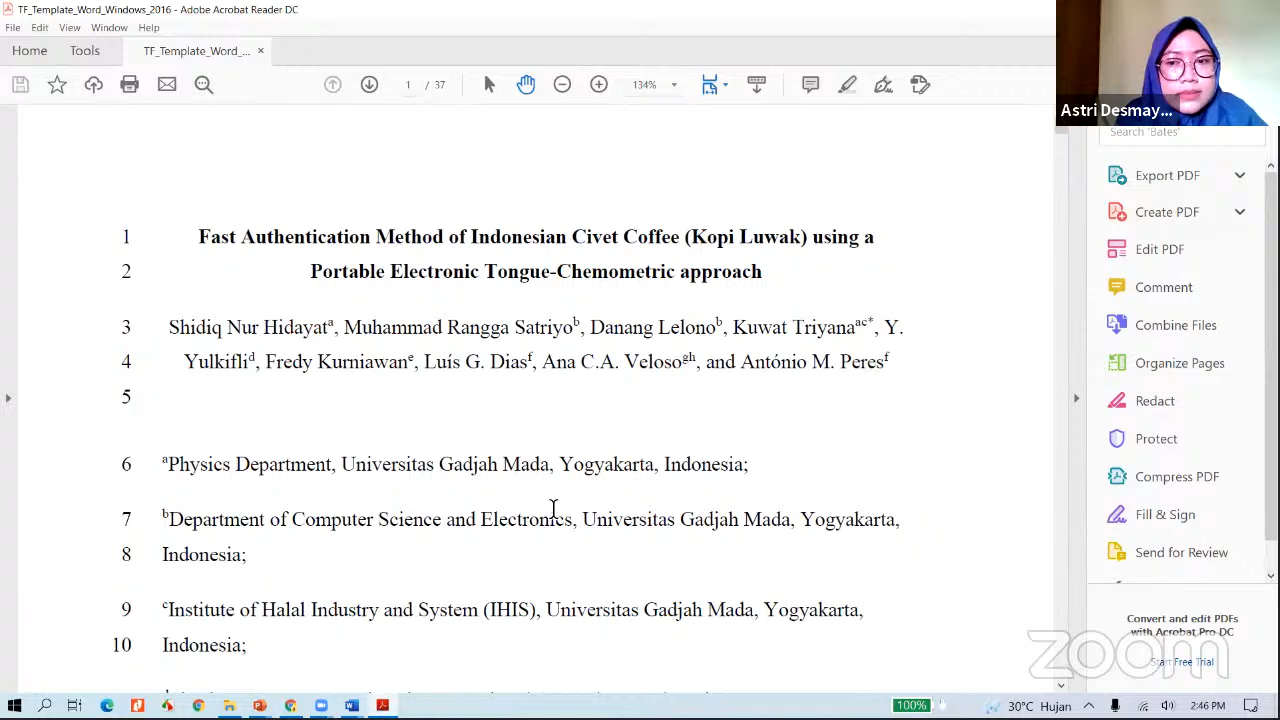 TF_Template_Word_Windows_2016 - Adobe Acrobat Reader DC
File Edit View Window Help
Home Tools TF_Template_Word_... ×
1 / 37 134%
Astri Desmay...
Search 'Bates'
Export PDF
Create PDF
Edit PDF
Comment
Combine Files
Organize Pages
Redact
Protect
Compress PDF
Fill & Sign
Send for Review
Convert and edit PDFs
with Acrobat Pro DC
Start Free Trial
1 Fast Authentication Method of Indonesian Civet Coffee (Kopi Luwak) using a
2 Portable Electronic Tongue-Chemometric approach
3 Shidiq Nur Hidayatᵃ, Muhammad Rangga Satriyoᵇ, Danang Lelonoᵇ, Kuwat Triyanaᵃᶜ*, Y.
4 Yulkifliᵈ, Fredy Kurniawanᵉ, Luís G. Diasᶠ, Ana C.A. Velosoᵍʰ, and António M. Peresᶠ
5
6 ᵃPhysics Department, Universitas Gadjah Mada, Yogyakarta, Indonesia;
7 ᵇDepartment of Computer Science and Electronics, Universitas Gadjah Mada, Yogyakarta,
8 Indonesia;
9 ᶜInstitute of Halal Industry and System (IHIS), Universitas Gadjah Mada, Yogyakarta,
10 Indonesia;
zoom
100% 30°C Hujan 2:46 PM